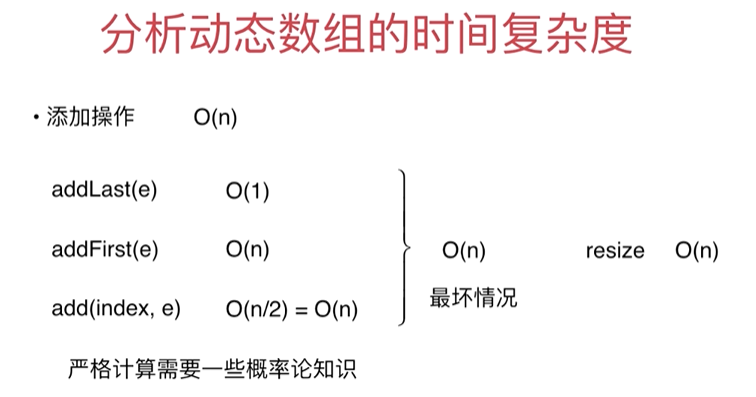 分析动态数组的时间复杂度
• 添加操作 O(n)
addLast(e) O(1)
addFirst(e) O(n)
O(n) resize O(n)
最坏情况
add(index, e) O(n/2) = O(n)
严格计算需要一些概率论知识